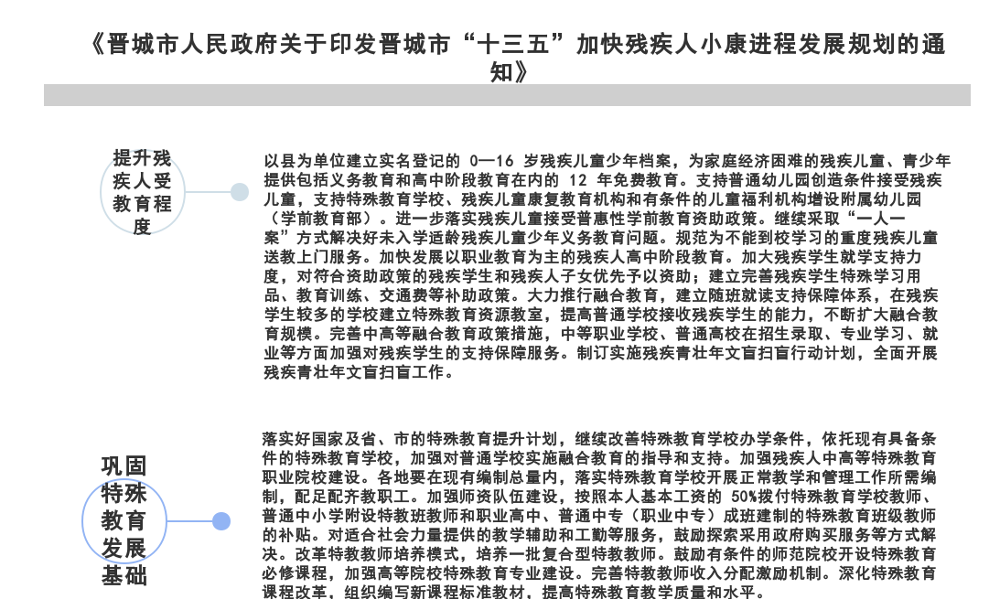 《晋城市人民政府关于印发晋城市“十三五”加快残疾人小康进程发展规划的通
知》
提升残
疾人受
教育程
度
以县为单位建立实名登记的 0—16 岁残疾儿童少年档案，为家庭经济困难的残疾儿童、青少年
提供包括义务教育和高中阶段教育在内的 12 年免费教育。支持普通幼儿园创造条件接受残疾
儿童，支持特殊教育学校、残疾儿童康复教育机构和有条件的儿童福利机构增设附属幼儿园
（学前教育部）。进一步落实残疾儿童接受普惠性学前教育资助政策。继续采取“一人一
案”方式解决好未入学适龄残疾儿童少年义务教育问题。规范为不能到校学习的重度残疾儿童
送教上门服务。加快发展以职业教育为主的残疾人高中阶段教育。加大残疾学生就学支持力
度，对符合资助政策的残疾学生和残疾人子女优先予以资助；建立完善残疾学生特殊学习用
品、教育训练、交通费等补助政策。大力推行融合教育，建立随班就读支持保障体系，在残疾
学生较多的学校建立特殊教育资源教室，提高普通学校接收残疾学生的能力，不断扩大融合教
育规模。完善中高等融合教育政策措施，中等职业学校、普通高校在招生录取、专业学习、就
业等方面加强对残疾学生的支持保障服务。制订实施残疾青壮年文盲扫盲行动计划，全面开展
残疾青壮年文盲扫盲工作。
巩固
特殊
教育
发展
基础
落实好国家及省、市的特殊教育提升计划，继续改善特殊教育学校办学条件，依托现有具备条
件的特殊教育学校，加强对普通学校实施融合教育的指导和支持。加强残疾人中高等特殊教育
职业院校建设。各地要在现有编制总量内，落实特殊教育学校开展正常教学和管理工作所需编
制，配足配齐教职工。加强师资队伍建设，按照本人基本工资的 50%拨付特殊教育学校教师、
普通中小学附设特教班教师和职业高中、普通中专（职业中专）成班建制的特殊教育班级教师
的补贴。对适合社会力量提供的教学辅助和工勤等服务，鼓励探索采用政府购买服务等方式解
决。改革特教教师培养模式，培养一批复合型特教教师。鼓励有条件的师范院校开设特殊教育
必修课程，加强高等院校特殊教育专业建设。完善特教教师收入分配激励机制。深化特殊教育
课程改革，组织编写新课程标准教材，提高特殊教育教学质量和水平。